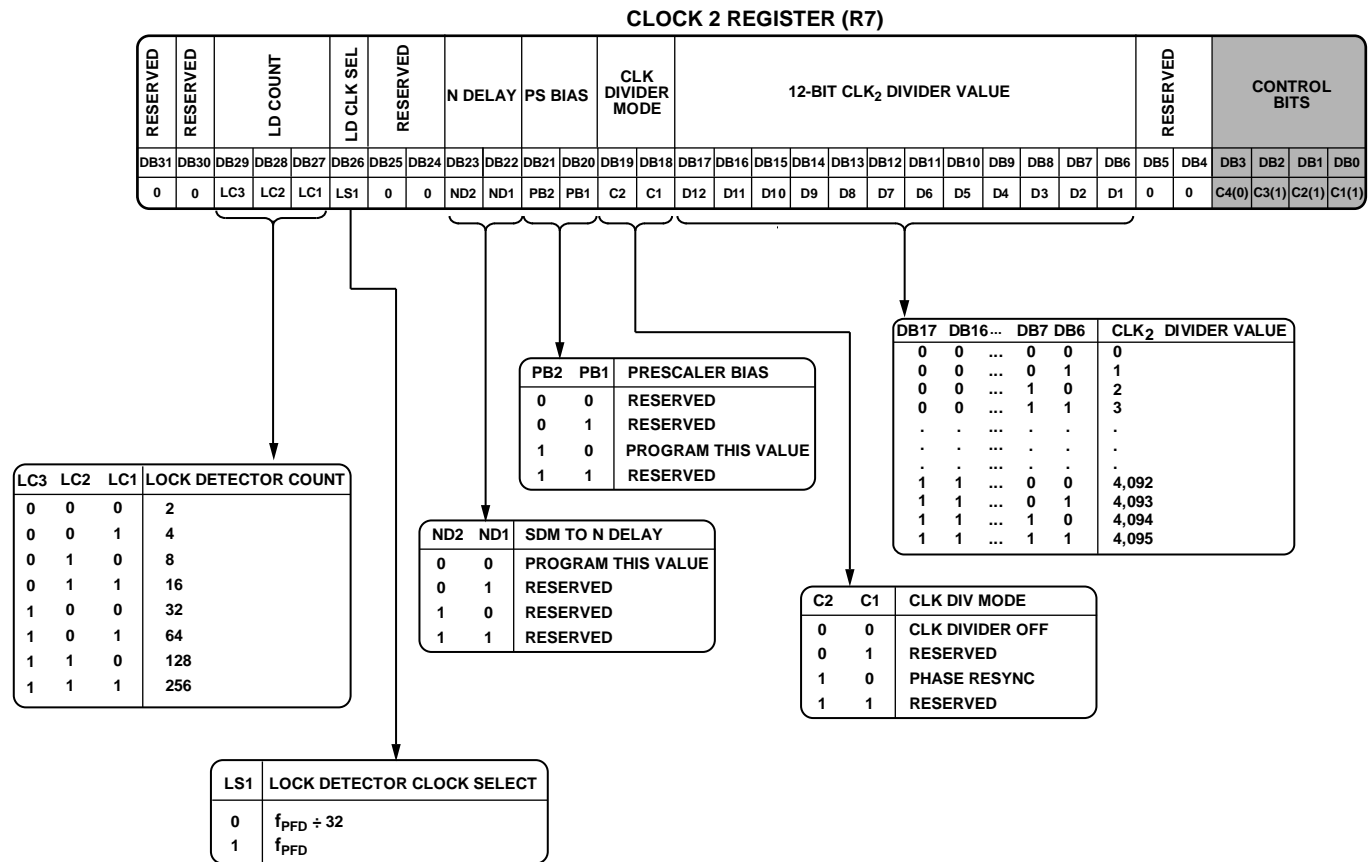 CLOCK 2 REGISTER (R7)
RESERVED
RESERVED
LD COUNT
LD CLK SEL
RESERVED
N DELAY
PS BIAS
CLK
DIVIDER
MODE
12-BIT CLK2 DIVIDER VALUE
RESERVED
CONTROL
BITS
DB31 DB30 DB29 DB28 DB27 DB26 DB25 DB24 DB23 DB22 DB21 DB20 DB19 DB18 DB17 DB16 DB15 DB14 DB13 DB12 DB11 DB10 DB9 DB8 DB7 DB6 DB5 DB4 DB3 DB2 DB1 DB0
0 0 LC3 LC2 LC1 LS1 0 0 ND2 ND1 PB2 PB1 C2 C1 D12 D11 D10 D9 D8 D7 D6 D5 D4 D3 D2 D1 0 0 C4(0) C3(1) C2(1) C1(1)
DB17 DB16... DB7 DB6 CLK2 DIVIDER VALUE
0 0 ... 0 0 0
0 0 ... 0 1 1
0 0 ... 1 0 2
0 0 ... 1 1 3
. . ... . . .
. . ... . . .
. . ... . . .
1 1 ... 0 0 4,092
1 1 ... 0 1 4,093
1 1 ... 1 0 4,094
1 1 ... 1 1 4,095
PB2 PB1 PRESCALER BIAS
0 0 RESERVED
0 1 RESERVED
1 0 PROGRAM THIS VALUE
1 1 RESERVED
LC3 LC2 LC1 LOCK DETECTOR COUNT
0 0 0 2
0 0 1 4
0 1 0 8
0 1 1 16
1 0 0 32
1 0 1 64
1 1 0 128
1 1 1 256
ND2 ND1 SDM TO N DELAY
0 0 PROGRAM THIS VALUE
0 1 RESERVED
1 0 RESERVED
1 1 RESERVED
C2 C1 CLK DIV MODE
0 0 CLK DIVIDER OFF
0 1 RESERVED
1 0 PHASE RESYNC
1 1 RESERVED
LS1 LOCK DETECTOR CLOCK SELECT
0 fPFD ÷ 32
1 fPFD